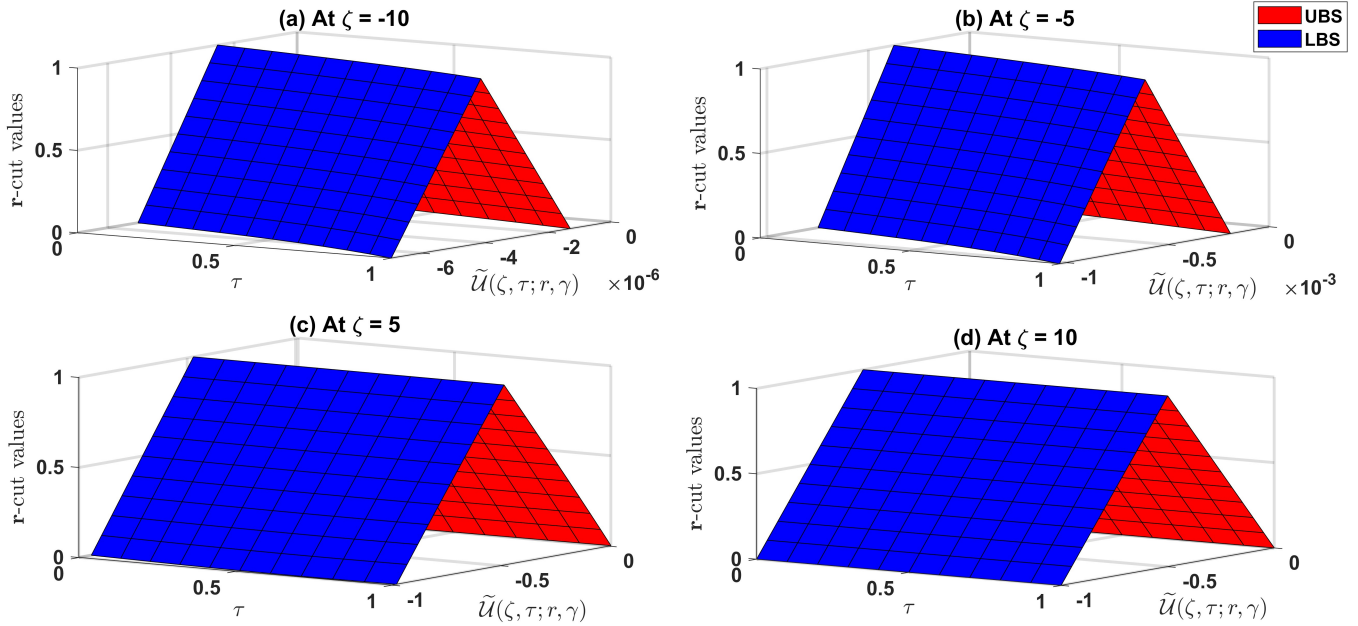 (a) At ζ = -10
(b) At ζ = -5
UBS
LBS
r-cut values
1
0.5
0
0
0.5
1
τ
-6
-4
-2
0
Ũ(ζ, τ; r, γ)
×10⁻⁶
r-cut values
1
0.5
0
0
0.5
1
τ
-1
-0.5
0
Ũ(ζ, τ; r, γ)
×10⁻³
(c) At ζ = 5
(d) At ζ = 10
r-cut values
1
0.5
0
0
0.5
1
τ
-1
-0.5
0
Ũ(ζ, τ; r, γ)
r-cut values
1
0.5
0
0
0.5
1
τ
-1
-0.5
0
Ũ(ζ, τ; r, γ)